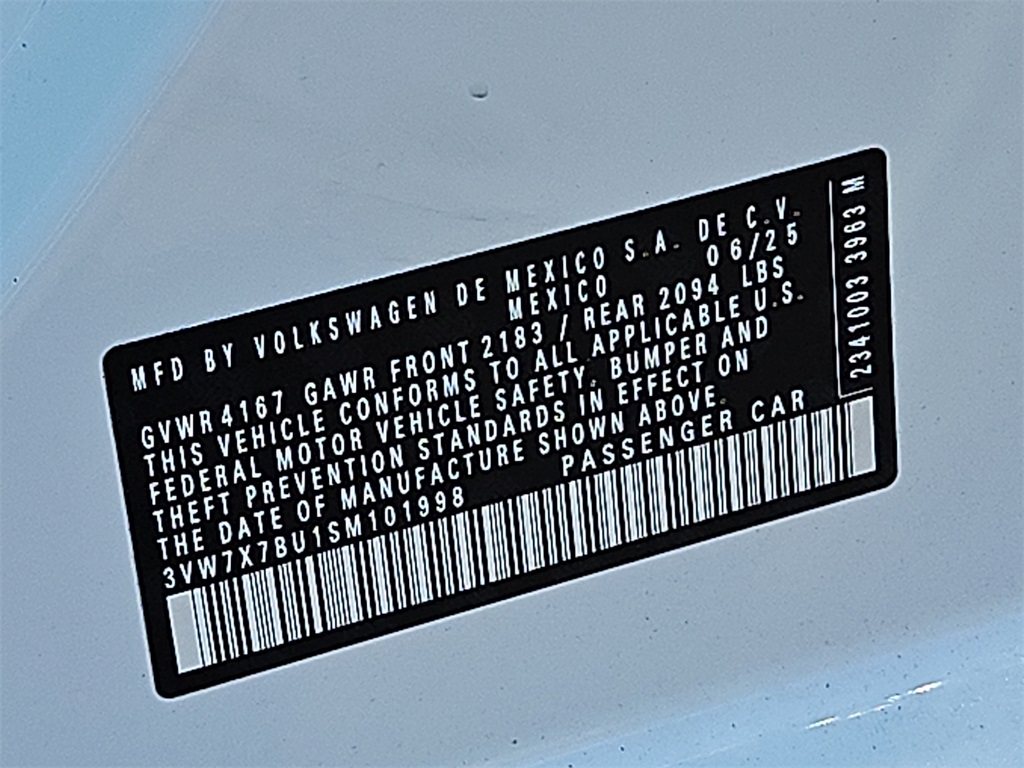 MFD BY VOLKSWAGEN DE MEXICO S.A. DE C.V.
MEXICO 06/25
GVWR 4167 GAWR FRONT 2183 / REAR 2094 LBS
THIS VEHICLE CONFORMS TO ALL APPLICABLE U.S.
FEDERAL MOTOR VEHICLE SAFETY, BUMPER AND
THEFT PREVENTION STANDARDS IN EFFECT ON
THE DATE OF MANUFACTURE SHOWN ABOVE.
3VW7X7BU1SM101998 PASSENGER CAR
2341003 3963 M